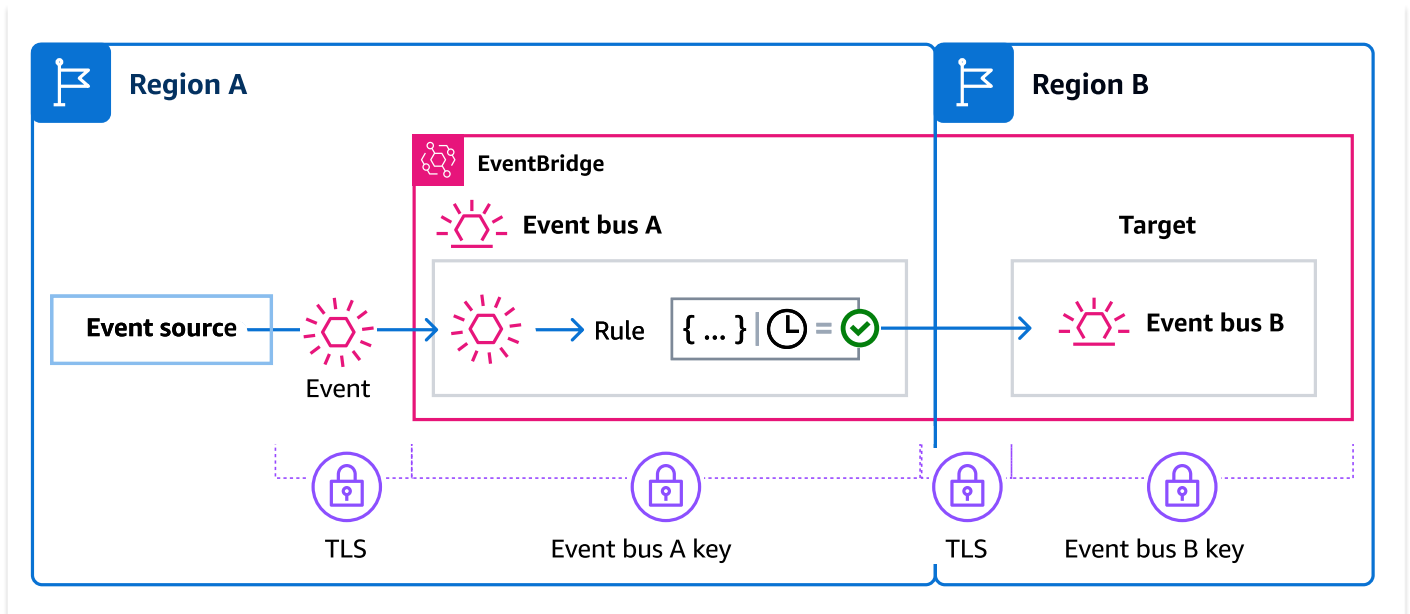 Region A
Region B
EventBridge
Event bus A
Target
Event source
Rule
{ ... } | =
Event bus B
Event
TLS
Event bus A key
TLS
Event bus B key